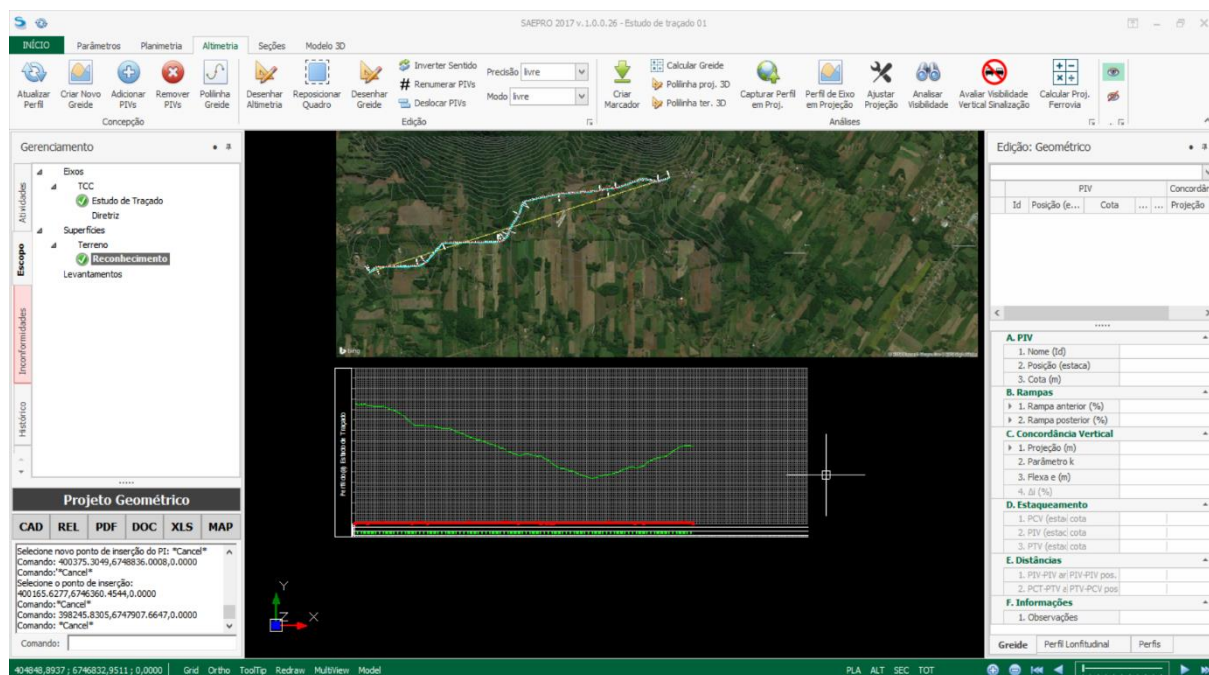 SAEPRO 2017 v. 1.0.0.26 - Estudo de traçado 01
INÍCIO Parâmetros Planimetria Altimetria Seções Modelo 3D
Atualizar Perfil
Criar Novo Greide
Adicionar PIVs
Remover PIVs
Polilinha Greide
Concepção
Desenhar Altimetria
Reposicionar Quadro
Desenhar Greide
Inverter Sentido
# Renumerar PIVs
Deslocar PIVs
Precisão livre
Modo livre
Edição
Criar Marcador
Calcular Greide
Polilinha proj. 3D
Polilinha ter. 3D
Capturar Perfil em Proj.
Perfil de Eixo em Projeção
Ajustar Projeção
Analisar Visibilidade
Avaliar Visibilidade Vertical Sinalização
Calcular Proj. Ferrovia
Análises
Gerenciamento
Atividades
Escopo
Inconformidades
Histórico
Eixos
TCC
Estudo de Traçado
Diretriz
Superfícies
Terreno
Reconhecimento
Levantamentos
Projeto Geométrico
CAD REL PDF DOC XLS MAP
Selecione novo ponto de inserção do PI: *Cancel*
Comando: 400375.3049,6748836.0008,0.0000
Comando:'*Cancel*
Selecione o ponto de inserção:
400165.6277,6746360.4544,0.0000
Comando:*Cancel*
Comando: 398245.8305,6747907.6647,0.0000
Comando: *Cancel*
Comando:
bing
Estudo de Traçado
Y
Z X
Edição: Geométrico
PIV Concordân
Id Posição (e... Cota ... ... Projeção
A. PIV
1. Nome (Id)
2. Posição (estaca)
3. Cota (m)
B. Rampas
1. Rampa anterior (%)
2. Rampa posterior (%)
C. Concordância Vertical
1. Projeção (m)
2. Parâmetro k
3. Flexa e (m)
4. Δi (%)
D. Estaqueamento
1. PCV (estac cota
2. PIV (estac cota
3. PTV (estac cota
E. Distâncias
1. PIV-PIV ar PIV-PIV pos.
2. PCT-PTV a PTV-PCV pos
F. Informações
1. Observações
Greide Perfil Lonfitudinal Perfis
404848,8937 ; 6746832,9511 ; 0,0000 Grid Ortho ToolTip Redraw MultiView Model PLA ALT SEC TOT